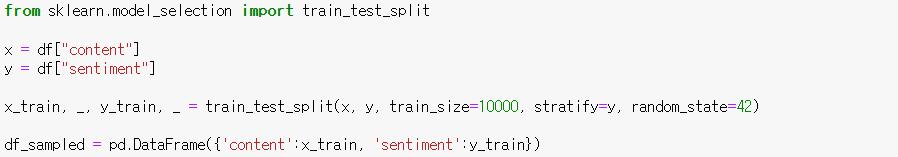 from sklearn.model_selection import train_test_split
x = df["content"]
y = df["sentiment"]
x_train, _, y_train, _ = train_test_split(x, y, train_size=10000, stratify=y, random_state=42)
df_sampled = pd.DataFrame({'content':x_train, 'sentiment':y_train})